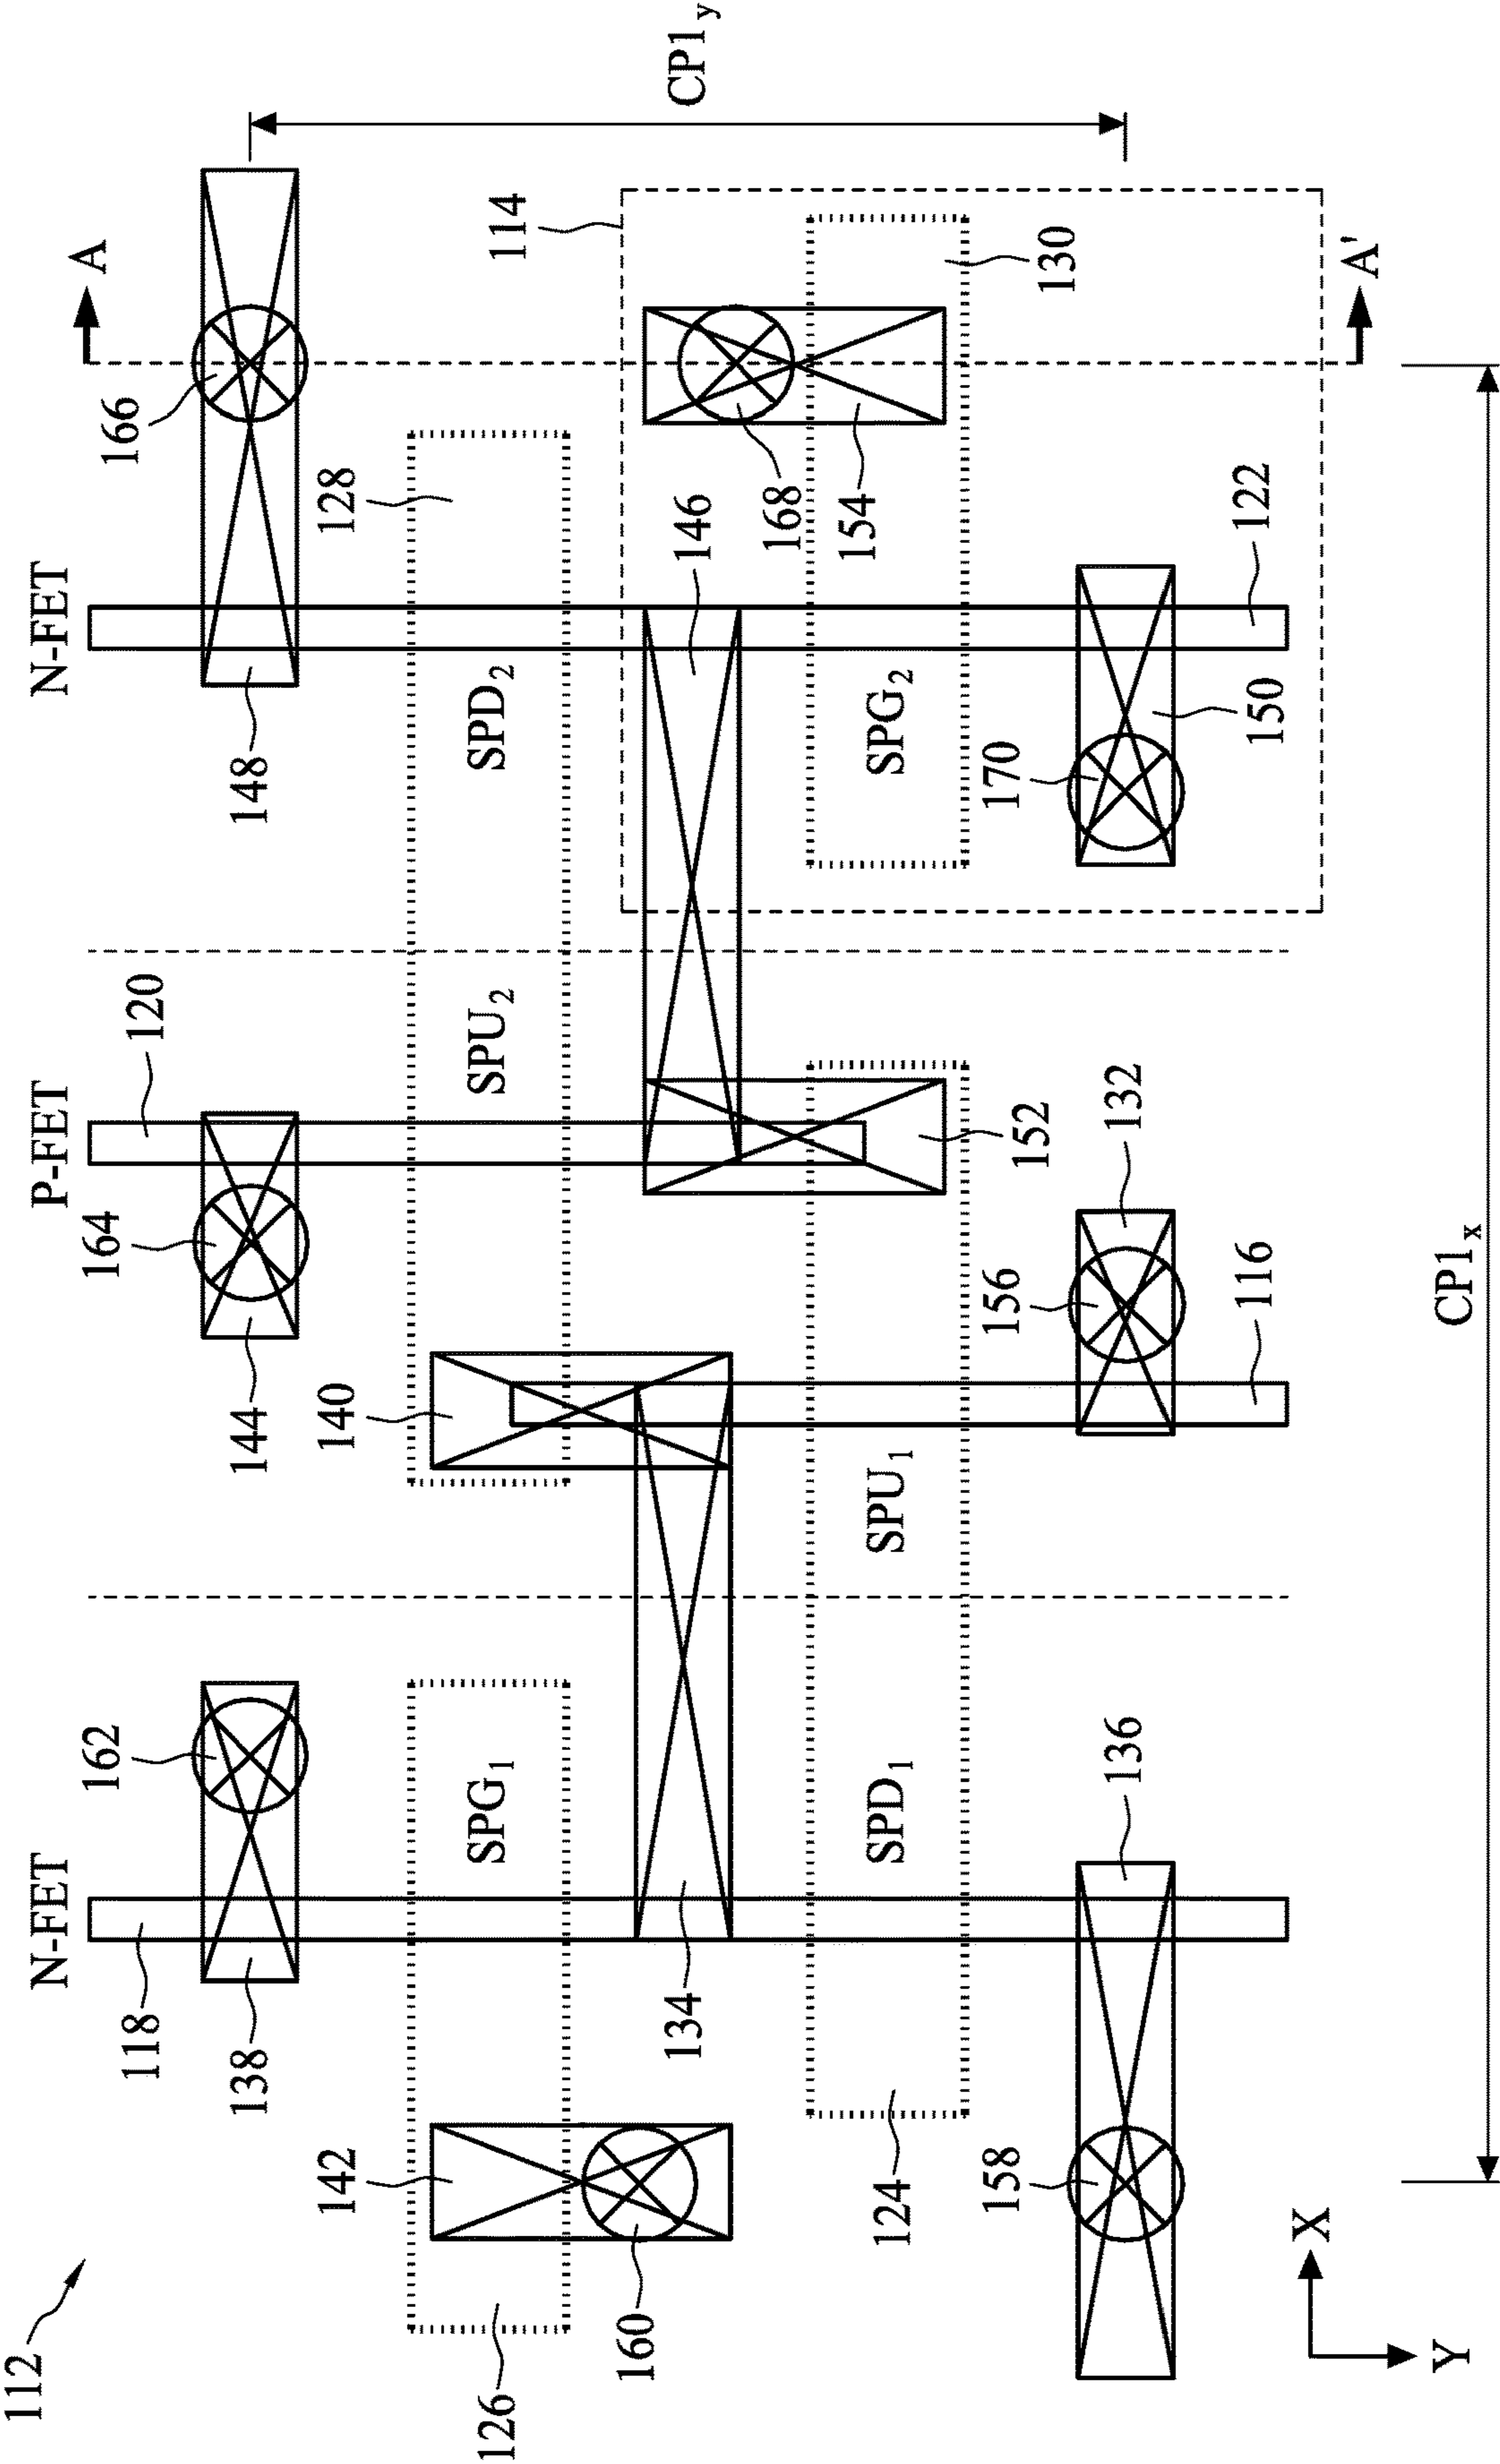 112
N-FET P-FET N-FET
162 164 A
166
118 120
138 144 148
142 140 128
126 SPG₁ SPU₂ SPD₂ 114
160
134 146 CP1y
168
154
124 SPD₁ SPU₁ SPG₂
158 156 170
152 130
136 132
116 150 122
X A'
Y CP1x